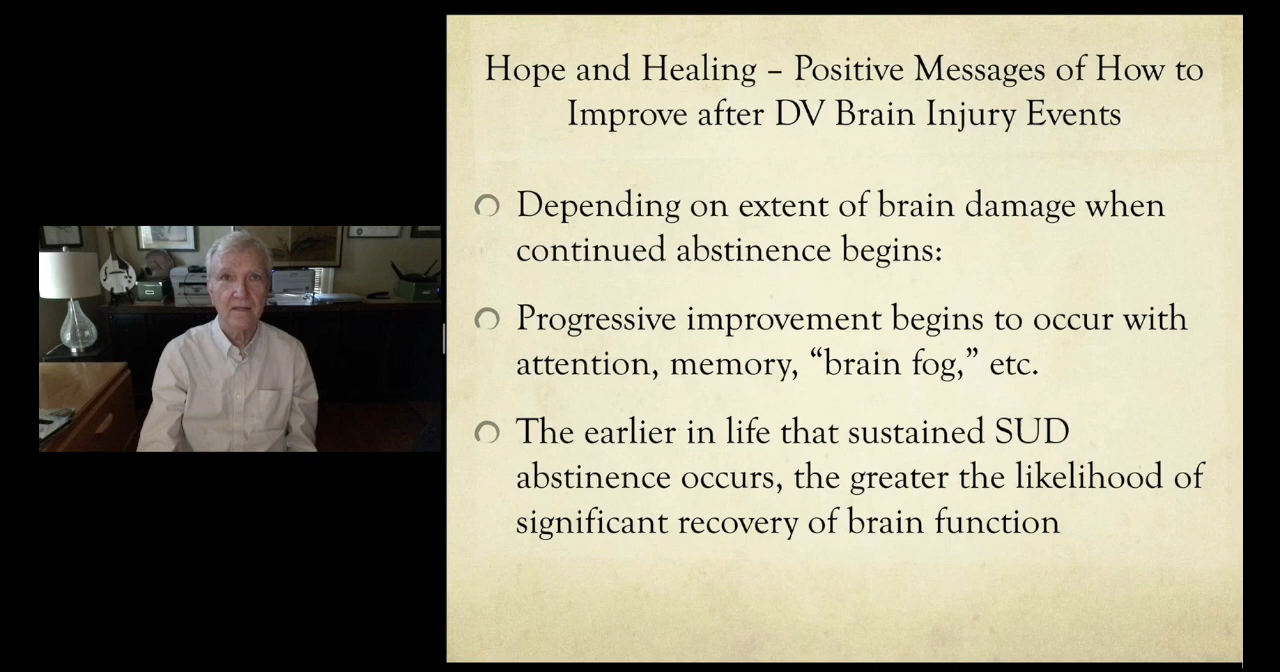 Hope and Healing – Positive Messages of How to
Improve after DV Brain Injury Events
Depending on extent of brain damage when
continued abstinence begins:
Progressive improvement begins to occur with
attention, memory, “brain fog,” etc.
The earlier in life that sustained SUD
abstinence occurs, the greater the likelihood of
significant recovery of brain function